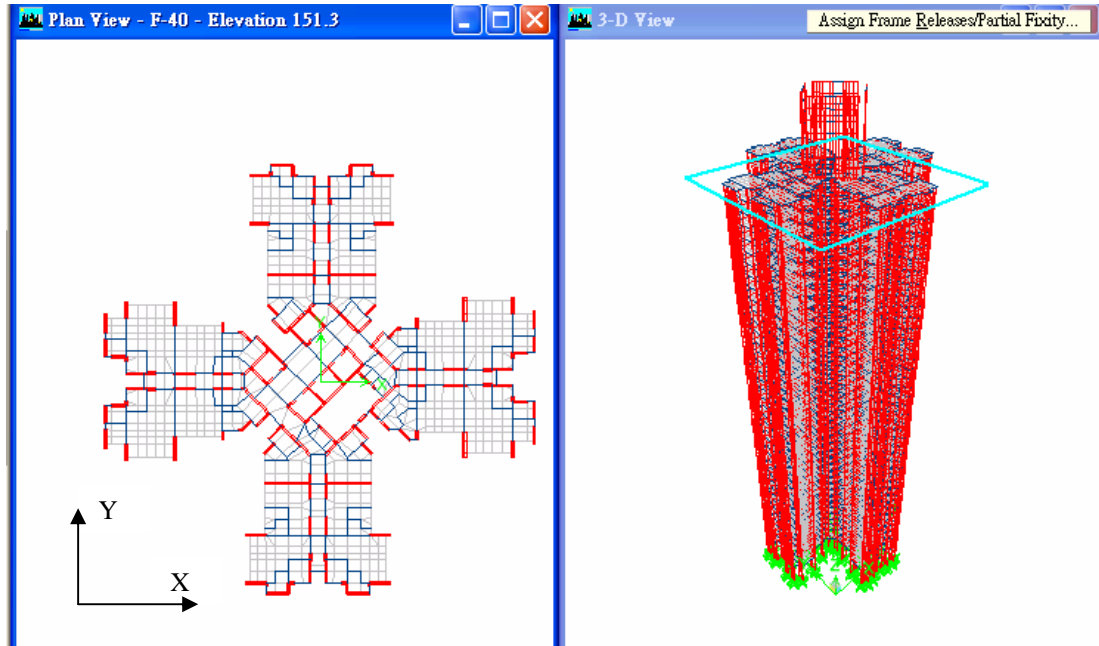 Plan View - F-40 - Elevation 151.3
3-D View
Assign Frame Releases/Partial Fixity...
Y
X
Y
X
Z